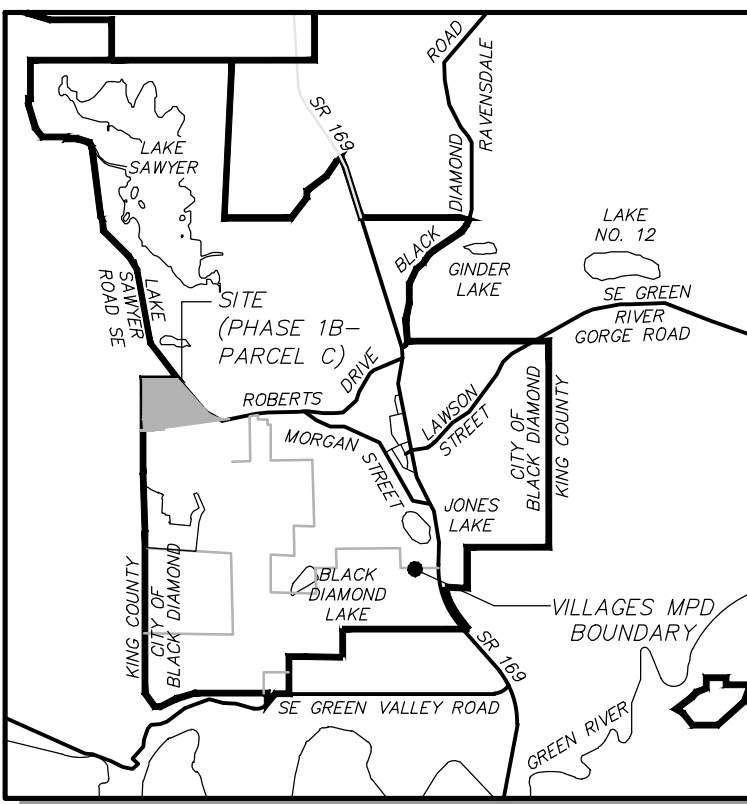 ROAD
RAVENSDALE
SR 169
LAKE
SAWYER
DIAMOND
BLACK
LAKE
NO. 12
GINDER
LAKE
LAKE
SAWYER
ROAD SE
SITE
(PHASE 1B-
PARCEL C)
SE GREEN
RIVER
GORGE ROAD
ROBERTS
DRIVE
LAWSON
STREET
MORGAN
STREET
CITY OF
BLACK DIAMOND
KING COUNTY
JONES
LAKE
KING COUNTY
CITY OF
BLACK DIAMOND
BLACK
DIAMOND
LAKE
VILLAGES MPD
BOUNDARY
SR 169
SE GREEN VALLEY ROAD
GREEN RIVER